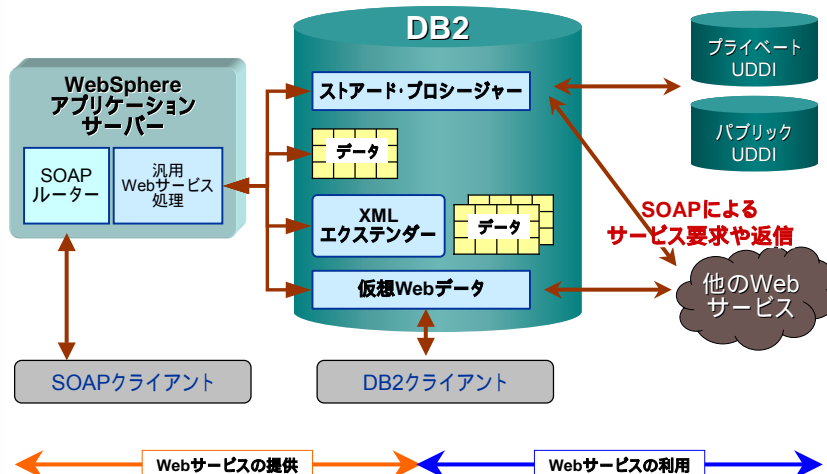 DB2
WebSphere
アプリケーション
サーバー
SOAP
ルーター
汎用
Webサービス
処理
ストアード・プロシージャー
データ
XML
エクステンダー
データ
仮想Webデータ
プライベート
UDDI
パブリック
UDDI
SOAPによる
サービス要求や返信
他のWeb
サービス
SOAPクライアント
DB2クライアント
Webサービスの提供
Webサービスの利用